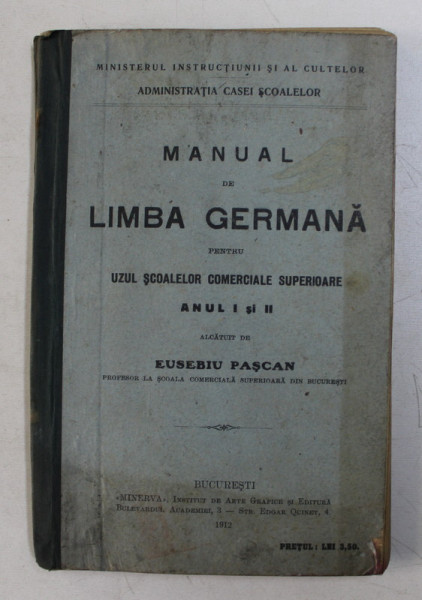 MINISTERUL INSTRUCŢIUNII ŞI AL CULTELOR
ADMINISTRAŢIA CASEI ŞCOALELOR
MANUAL
DE
LIMBA GERMANĂ
PENTRU
UZUL ŞCOALELOR COMERCIALE SUPERIOARE
ANUL I şi II
ALCĂTUIT DE
EUSEBIU PAŞCAN
PROFESOR LA ŞCOALA COMERCIALĂ SUPERIOARĂ DIN BUCUREŞTI
BUCUREŞTI
«MINERVA», INSTITUT DE ARTE GRAFICE ŞI EDITURĂ
BULEVARDUL ACADEMIEI, 3 — STR. EDGAR QUINET, 4
1912
PREŢUL: LEI 2,50.